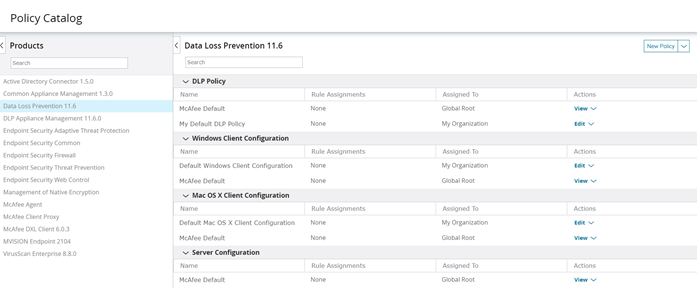 Policy Catalog
Products
Search
Active Directory Connector 1.5.0
Common Appliance Management 1.3.0
Data Loss Prevention 11.6
DLP Appliance Management 11.6.0
Endpoint Security Adaptive Threat Protection
Endpoint Security Common
Endpoint Security Firewall
Endpoint Security Threat Prevention
Endpoint Security Web Control
Management of Native Encryption
McAfee Agent
McAfee Client Proxy
McAfee DXL Client 6.0.3
MVISION Endpoint 2104
VirusScan Enterprise 8.8.0
Data Loss Prevention 11.6
New Policy
Search
DLP Policy
Name Rule Assignments Assigned To Actions
McAfee Default None Global Root View
My Default DLP Policy None My Organization Edit
Windows Client Configuration
Name Rule Assignments Assigned To Actions
Default Windows Client Configuration None My Organization Edit
McAfee Default None Global Root View
Mac OS X Client Configuration
Name Rule Assignments Assigned To Actions
Default Mac OS X Client Configuration None My Organization Edit
McAfee Default None Global Root View
Server Configuration
Name Rule Assignments Assigned To Actions
McAfee Default None Global Root View